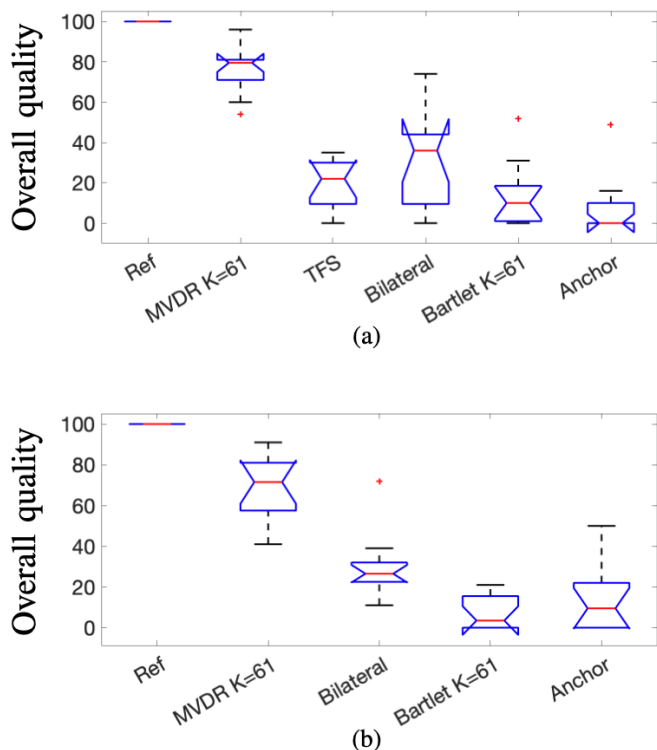 Overall quality
100
80
60
40
20
0
Ref
MVDR K=61
TFS
Bilateral
Bartlet K=61
Anchor
(a)
Overall quality
100
80
60
40
20
0
Ref
MVDR K=61
Bilateral
Bartlet K=61
Anchor
(b)